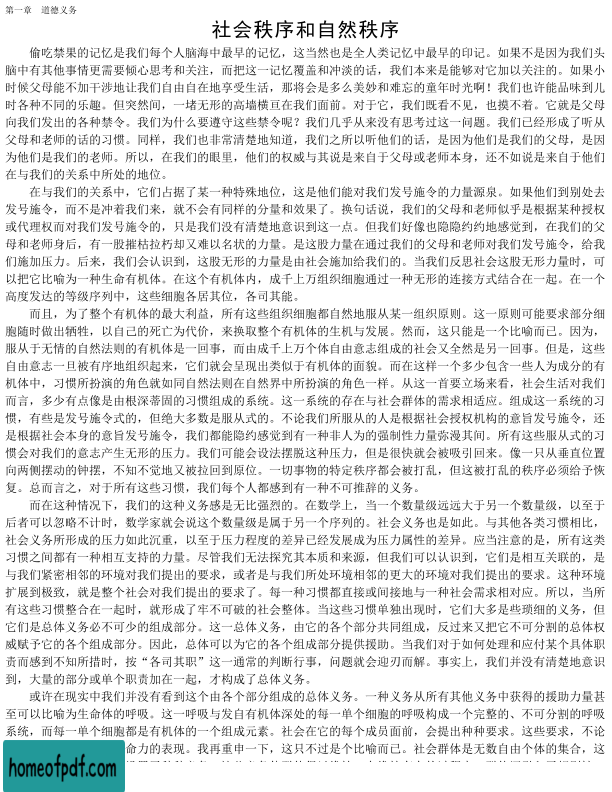 第一章　道德义务
社会秩序和自然秩序
偷吃禁果的记忆是我们每个人脑海中最早的记忆，这当然也是全人类记忆中最早的印记。如果不是因为我们头
脑中有其他事情更需要倾心思考和关注，而把这一记忆覆盖和冲淡的话，我们本来是能够对它加以关注的。如果小
时候父母能不加干涉地让我们自由自在地享受生活，那将会是多么美妙和难忘的童年时光啊！我们也许能品味到儿
时各种不同的乐趣。但突然间，一堵无形的高墙横亘在我们面前。对于它，我们既看不见，也摸不着。它就是父母
向我们发出的各种禁令。我们为什么要遵守这些禁令呢？我们几乎从来没有思考过这一问题。我们已经形成了听从
父母和老师的话的习惯。同样，我们也非常清楚地知道，我们之所以听他们的话，是因为他们是我们的父母，是因
为他们是我们的老师。所以，在我们的眼里，他们的权威与其说是来自于父母或老师本身，还不如说是来自于他们
在与我们的关系中所处的地位。
在与我们的关系中，它们占据了某一种特殊地位，这是他们能对我们发号施令的力量源泉。如果他们到别处去
发号施令，而不是冲着我们来，就不会有同样的分量和效果了。换句话说，我们的父母和老师似乎是根据某种授权
或代理权而对我们发号施令的，只是我们没有清楚地意识到这一点。但我们好像也隐隐约约地感觉到，在我们的父
母和老师身后，有一股摧枯拉朽却又难以名状的力量。是这股力量在通过我们的父母和老师对我们发号施令，给我
们施加压力。后来，我们会认识到，这股无形的力量是由社会施加给我们的。当我们反思社会这股无形力量时，可
以把它比喻为一种生命有机体。在这个有机体内，成千上万组织细胞通过一种无形的连接方式结合在一起。在一个
高度发达的等级序列中，这些细胞各居其位，各司其能。
而且，为了整个有机体的最大利益，所有这些组织细胞都自然地服从某一组织原则。这一原则可能要求部分细
胞随时做出牺牲，以自己的死亡为代价，来换取整个有机体的生机与发展。然而，这只能是一个比喻而已。因为，
服从于无情的自然法则的有机体是一回事，而由成千上万个体自由意志组成的社会又全然是另一回事。但是，这些
自由意志一旦被有序地组织起来，它们就会呈现出类似于有机体的面貌。而在这样一个多少包含一些人为成分的有
机体中，习惯所扮演的角色就如同自然法则在自然界中所扮演的角色一样。从这一首要立场来看，社会生活对我们
而言，多少有点像是由根深蒂固的习惯组成的系统。这一系统的存在与社会群体的需求相适应。组成这一系统的习
惯，有些是发号施令式的，但绝大多数是服从式的。不论我们所服从的人是根据社会授权机构的意旨发号施令，还
是根据社会本身的意旨发号施令，我们都能隐约感觉到有一种非人为的强制性力量弥漫其间。所有这些服从式的习
惯会对我们的意志产生无形的压力。我们可能会设法摆脱这种压力，但是很快就会被吸引回来。像一只从垂直位置
向两侧摆动的钟摆，不知不觉地又被拉回到原位。一切事物的特定秩序都会被打乱，但这被打乱的秩序必须给予恢
复。总而言之，对于所有这些习惯，我们每个人都感到有一种不可推辞的义务。
而在这种情况下，我们的这种义务感是无比强烈的。在数学上，当一个数量级远远大于另一个数量级，以至于
后者可以忽略不计时，数学家就会说这个数量级是属于另一个序列的。社会义务也是如此。与其他各类习惯相比，
社会义务所形成的压力如此沉重，以至于压力程度的差异已经发展成为压力属性的差异。应当注意的是，所有这类
习惯之间都有一种相互支持的力量。尽管我们无法探究其本质和来源，但我们可以认识到，它们是相互关联的，是
与我们紧密相邻的环境对我们提出的要求，或者是与我们所处环境相邻的更大的环境对我们提出的要求。这种环境
扩展到极致，就是整个社会对我们提出的要求了。每一种习惯都直接或间接地与一种社会需求相对应。所以，当所
有这些习惯整合在一起时，就形成了牢不可破的社会整体。当这些习惯单独出现时，它们大多是些琐细的义务，但
它们是总体义务必不可少的组成部分。这一总体义务，由它的各个部分共同组成，反过来又把它不可分割的总体权
威赋予它的各个组成部分。因此，总体可以为它的各个组成部分提供援助。当我们对于如何处理和应付某个具体职
责而感到不知所措时，按“各司其职”这一通常的判断行事，问题就会迎刃而解。事实上，我们并没有清楚地意识
到，大量的部分或单个职责加在一起，才构成了总体义务。
或许在现实中我们并没有看到这个由各个部分组成的总体义务。一种义务从所有其他义务中获得的援助力量甚
至可以比喻为生命体的呼吸。这一呼吸与发自有机体深处的每一单个细胞的呼吸构成一个完整的、不可分割的呼吸
系统，而每一单个细胞都是有机体的一个组成元素。社会在它的每个成员面前，会提出种种要求。这些要求，不论
命力的表现。我再重申一下，这只不过是个比喻而已。社会群体是无数自由个体的集合，这
homeofpdf.com